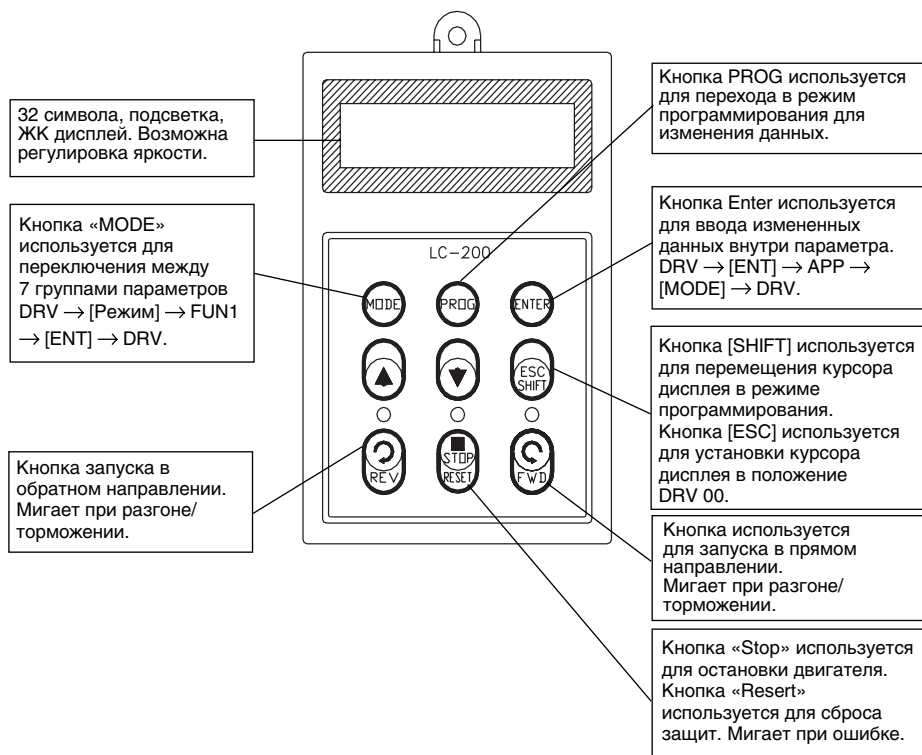 32 символа, подсветка,
ЖК дисплей. Возможна
регулировка яркости.
Кнопка «MODE»
используется для
переключения между
7 группами параметров
DRV → [Режим] → FUN1
→ [ENT] → DRV.
Кнопка запуска в
обратном направлении.
Мигает при разгоне/
торможении.
LC-200
MODE
PROG
ENTER
ESC
SHIFT
REV
STOP
RESET
FWD
Кнопка PROG используется
для перехода в режим
программирования для
изменения данных.
Кнопка Enter используется
для ввода измененных
данных внутри параметра.
DRV → [ENT] → APP →
[MODE] → DRV.
Кнопка [SHIFT] используется
для перемещения курсора
дисплея в режиме
программирования.
Кнопка [ESC] используется
для установки курсора
дисплея в положение
DRV 00.
Кнопка используется
для запуска в прямом
направлении.
Мигает при разгоне/
торможении.
Кнопка «Stop» используется
для остановки двигателя.
Кнопка «Resert»
используется для сброса
защит. Мигает при ошибке.